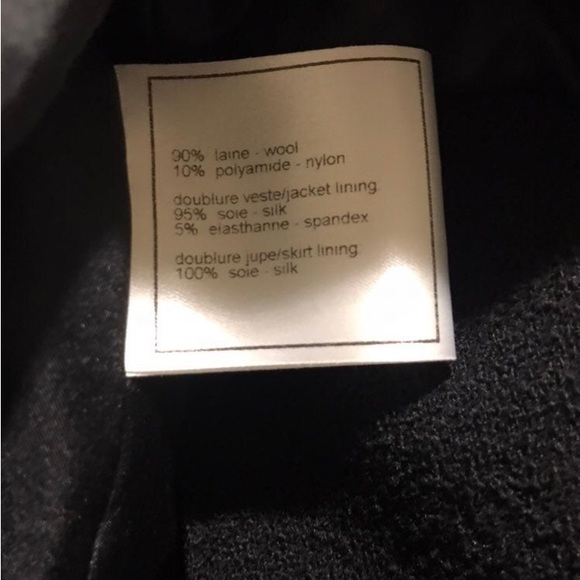 90% laine - wool
10% polyamide - nylon
doublure veste/jacket lining
95% soie - silk
5% elasthanne - spandex
doublure jupe/skirt lining
100% soie - silk